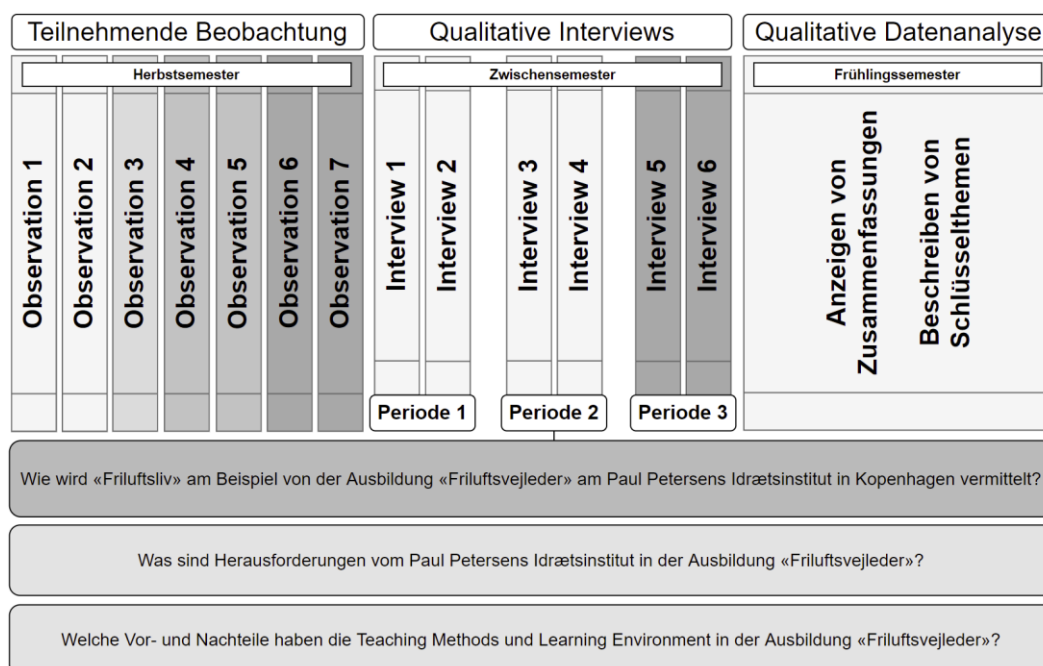 Teilnehmende Beobachtung
Qualitative Interviews
Qualitative Datenanalyse
Herbstsemester
Zwischensemester
Frühlingssemester
Observation 1
Observation 2
Observation 3
Observation 4
Observation 5
Observation 6
Observation 7
Interview 1
Interview 2
Interview 3
Interview 4
Interview 5
Interview 6
Anzeigen von
Zusammenfassungen
Beschreiben von
Schlüsselthemen
Periode 1
Periode 2
Periode 3
Wie wird «Friluftsliv» am Beispiel von der Ausbildung «Friluftsvejleder» am Paul Petersens Idrætsinstitut in Kopenhagen vermittelt?
Was sind Herausforderungen vom Paul Petersens Idrætsinstitut in der Ausbildung «Friluftsvejleder»?
Welche Vor- und Nachteile haben die Teaching Methods und Learning Environment in der Ausbildung «Friluftsvejleder»?